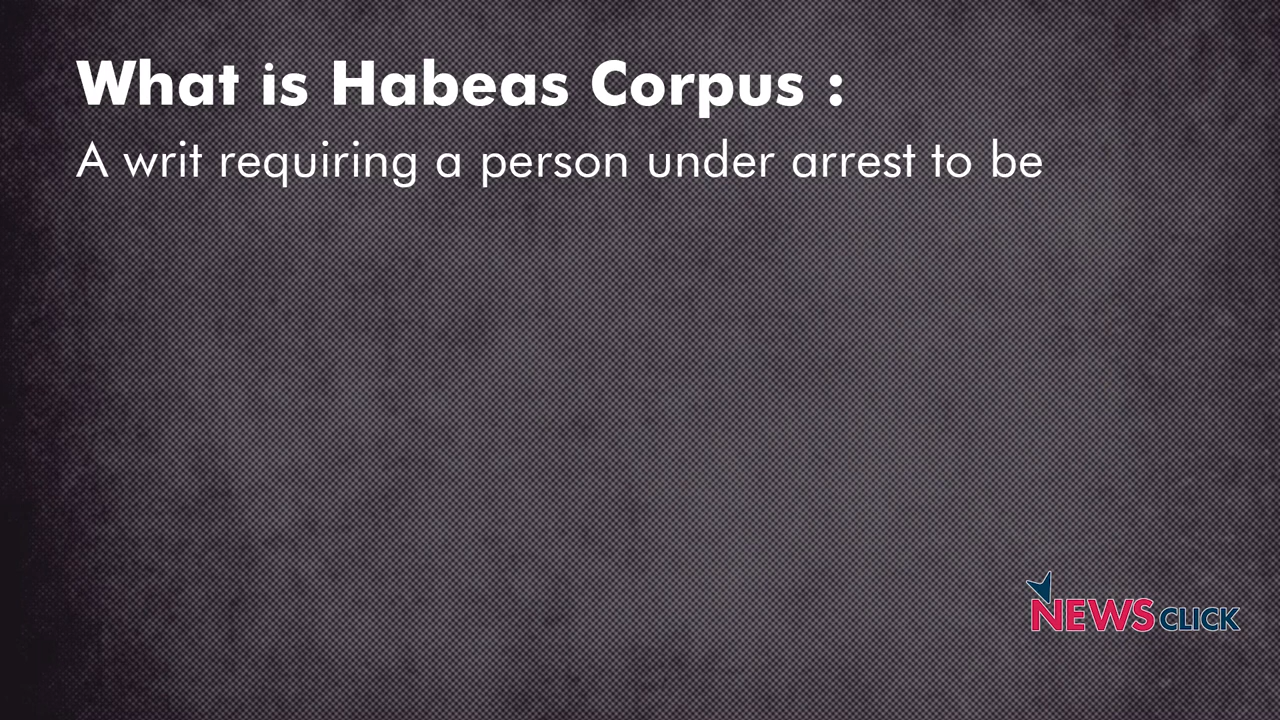 What is Habeas Corpus :
A writ requiring a person under arrest to be
NEWSCLICK